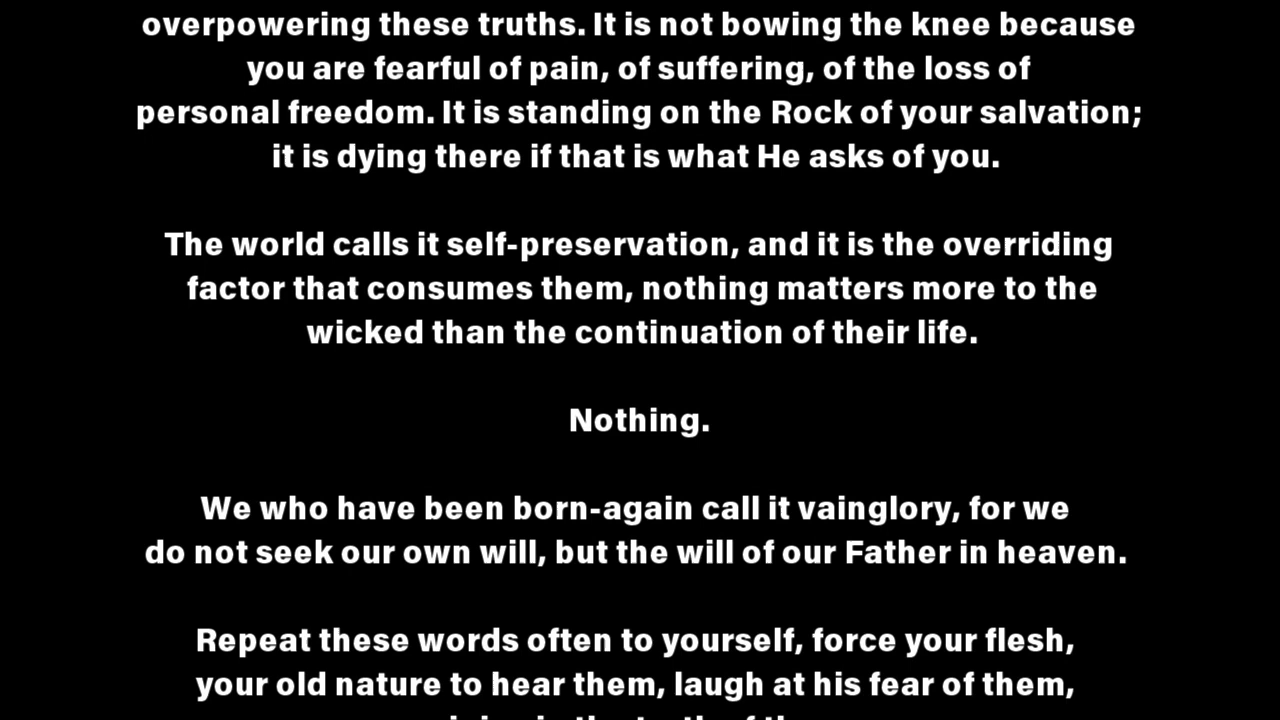 overpowering these truths. It is not bowing the knee because
you are fearful of pain, of suffering, of the loss of
personal freedom. It is standing on the Rock of your salvation;
it is dying there if that is what He asks of you.
The world calls it self-preservation, and it is the overriding
factor that consumes them, nothing matters more to the
wicked than the continuation of their life.
Nothing.
We who have been born-again call it vainglory, for we
do not seek our own will, but the will of our Father in heaven.
Repeat these words often to yourself, force your flesh,
your old nature to hear them, laugh at his fear of them,